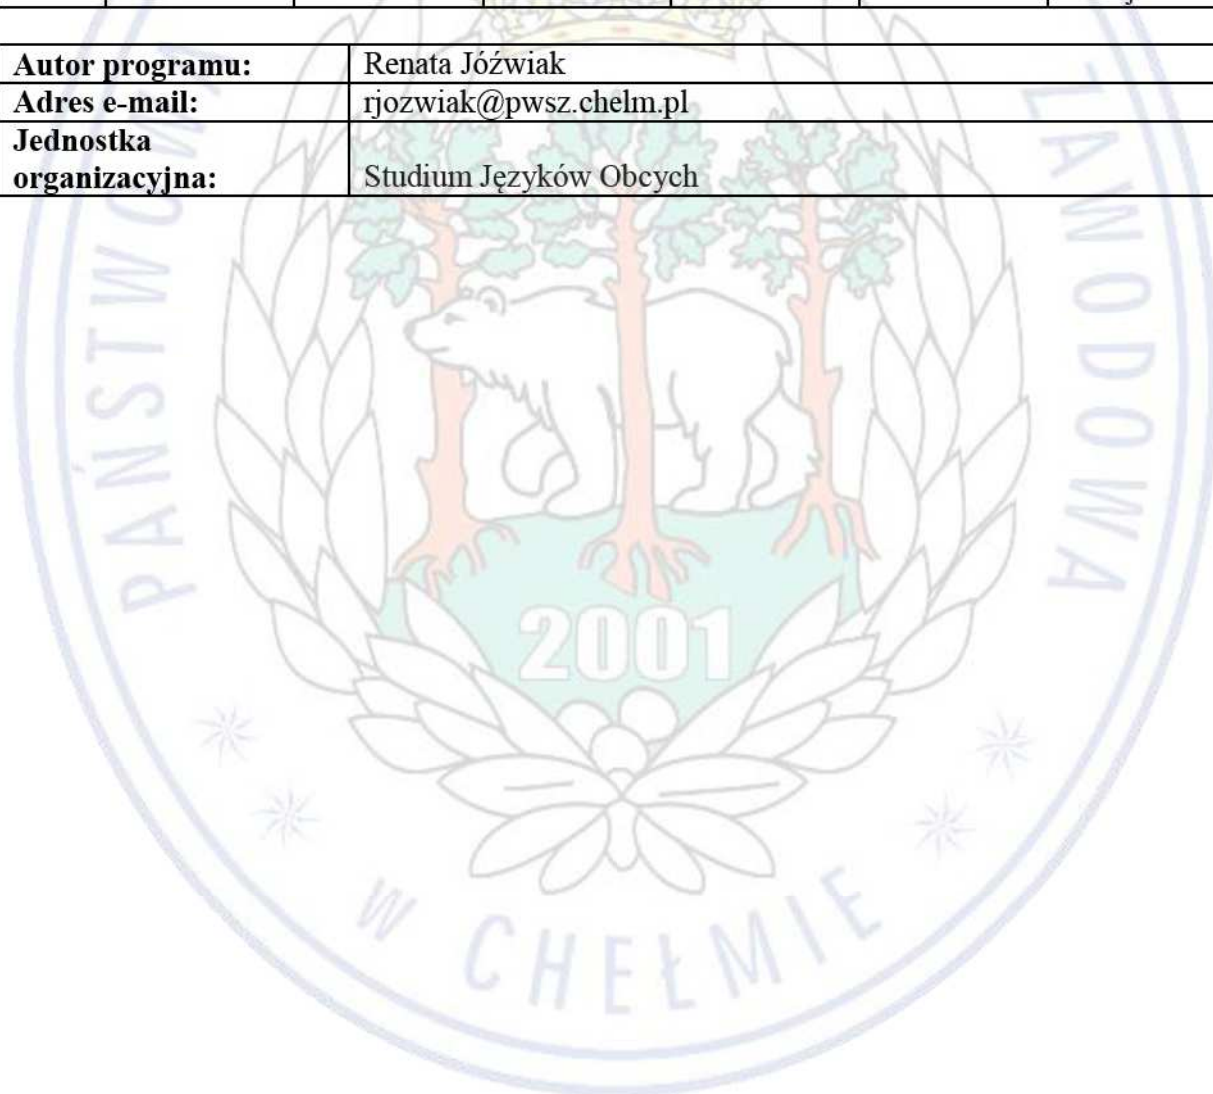 Autor programu: Renata Jóźwiak
Adres e-mail: rjozwiak@pwsz.chelm.pl
Jednostka
organizacyjna: Studium Języków Obcych
PAŃSTWOWA
ZAWODOWA
2001
W CHEŁMIE